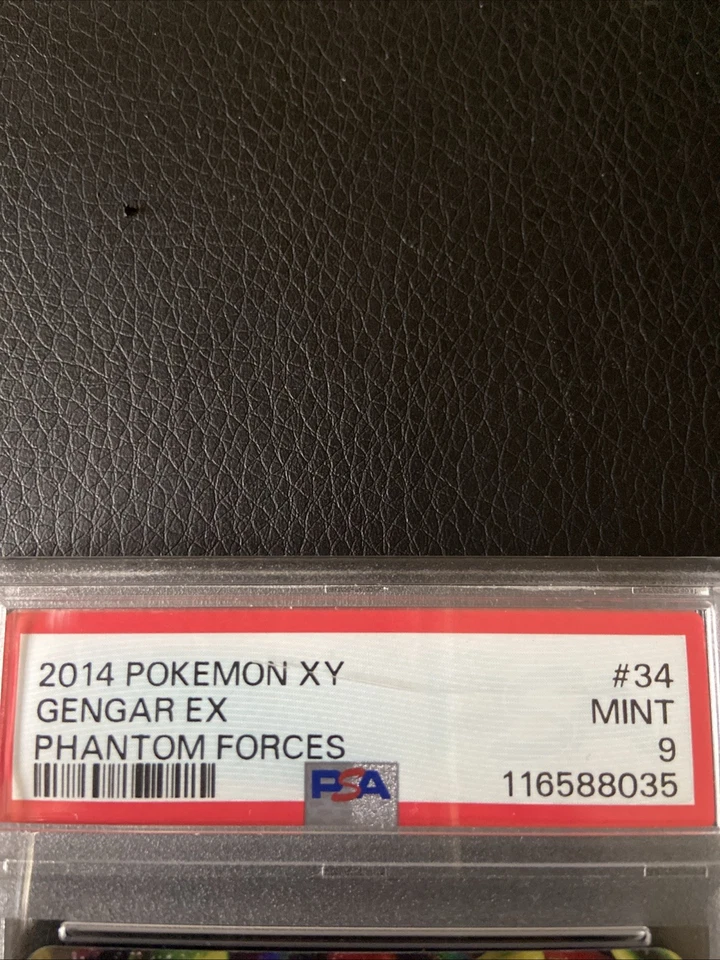 2014 POKEMON XY #34
GENGAR EX MINT
PHANTOM FORCES 9
PSA 116588035